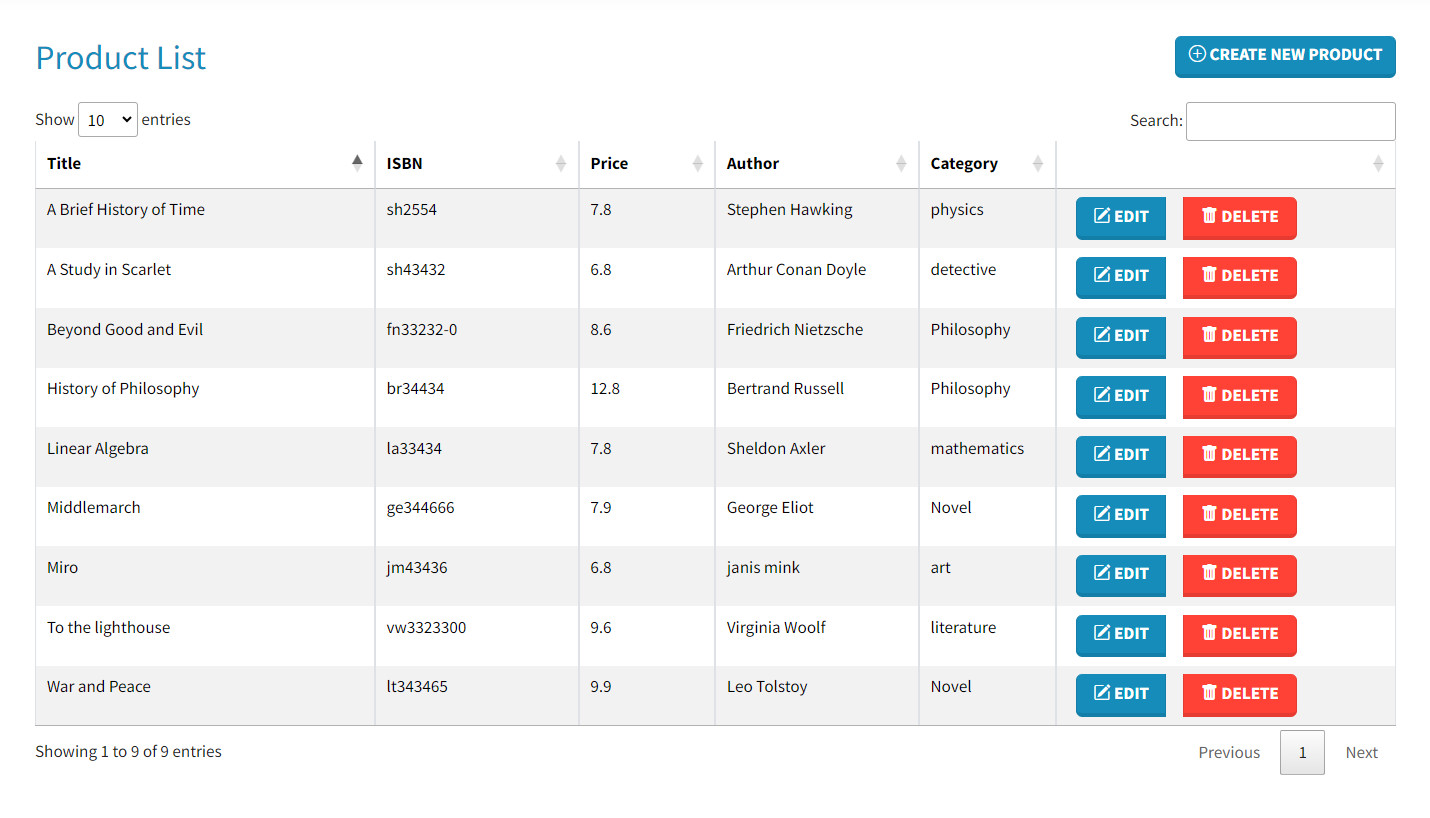 Product List
CREATE NEW PRODUCT
Show 10 entries
Search:
Title ISBN Price Author Category
A Brief History of Time sh2554 7.8 Stephen Hawking physics EDIT DELETE
A Study in Scarlet sh43432 6.8 Arthur Conan Doyle detective EDIT DELETE
Beyond Good and Evil fn33232-0 8.6 Friedrich Nietzsche Philosophy EDIT DELETE
History of Philosophy br34434 12.8 Bertrand Russell Philosophy EDIT DELETE
Linear Algebra la33434 7.8 Sheldon Axler mathematics EDIT DELETE
Middlemarch ge344666 7.9 George Eliot Novel EDIT DELETE
Miro jm43436 6.8 janis mink art EDIT DELETE
To the lighthouse vw3323300 9.6 Virginia Woolf literature EDIT DELETE
War and Peace lt343465 9.9 Leo Tolstoy Novel EDIT DELETE
Showing 1 to 9 of 9 entries
Previous 1 Next